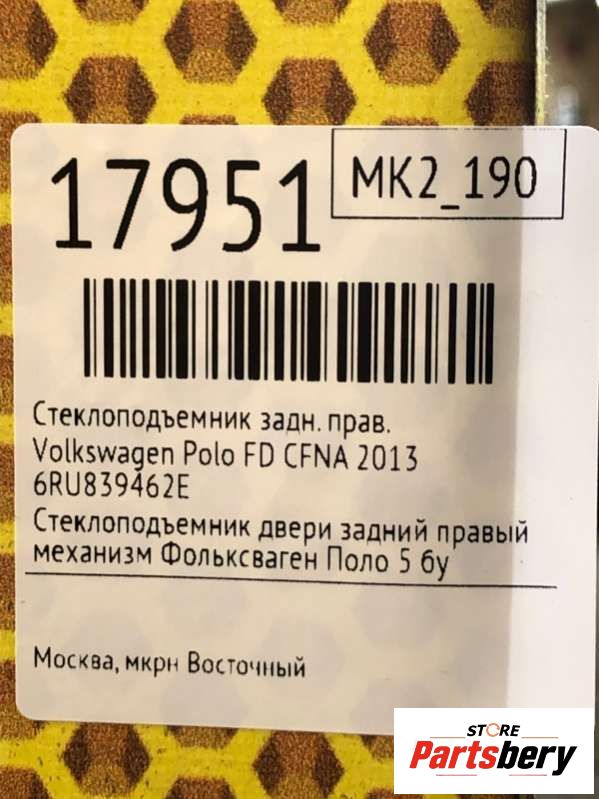 17951
МК2_190
Стеклоподъемник задн. прав.
Volkswagen Polo FD CFNA 2013
6RU839462E
Стеклоподъемник двери задний правый
механизм Фольксваген Поло 5 бу
Москва, мкрн Восточный
STORE
Partsbery